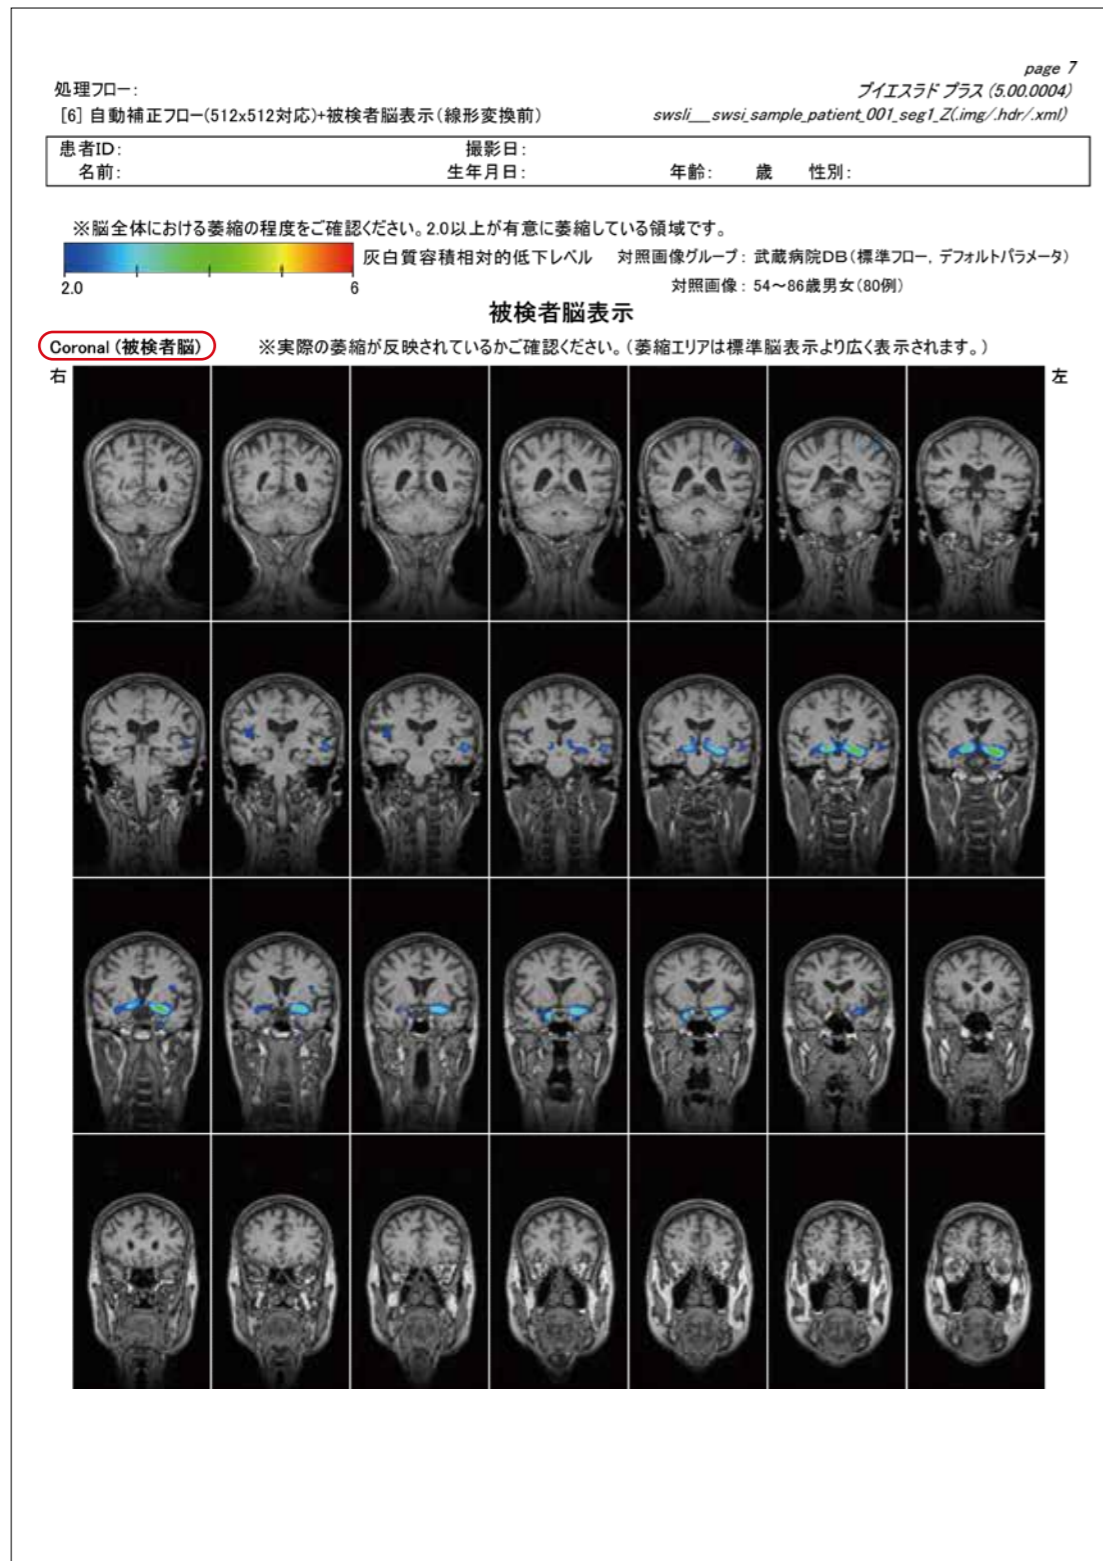 page 7
処理フロー:
ブイエスラド プラス (5.00.0004)
[6] 自動補正フロー(512x512対応)+被検者脳表示(線形変換前)
swsli__swsi_sample_patient_001_seg1_Z(.img/.hdr/.xml)
患者ID: 撮影日:
名前: 生年月日: 年齢: 歳 性別:
※脳全体における萎縮の程度をご確認ください。2.0以上が有意に萎縮している領域です。
灰白質容積相対的低下レベル 対照画像グループ: 武蔵病院DB(標準フロー, デフォルトパラメータ)
2.0 6 対照画像: 54～86歳男女(80例)
被検者脳表示
Coronal (被検者脳) ※実際の萎縮が反映されているかご確認ください。(萎縮エリアは標準脳表示より広く表示されます。)
右 左